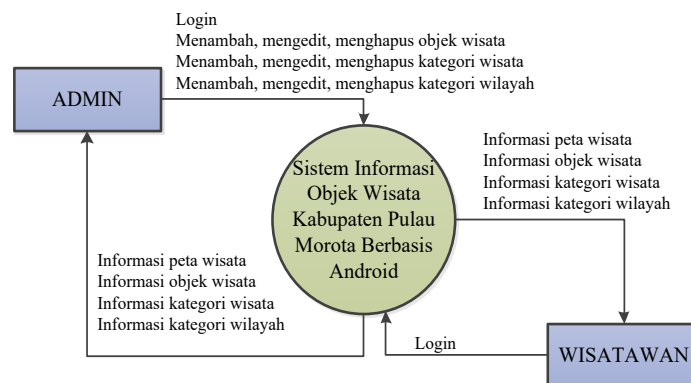 Login
Menambah, mengedit, menghapus objek wisata
Menambah, mengedit, menghapus kategori wisata
Menambah, mengedit, menghapus kategori wilayah
ADMIN
Sistem Informasi
Objek Wisata
Kabupaten Pulau
Morota Berbasis
Android
Informasi peta wisata
Informasi objek wisata
Informasi kategori wisata
Informasi kategori wilayah
Informasi peta wisata
Informasi objek wisata
Informasi kategori wisata
Informasi kategori wilayah
Login
WISATAWAN